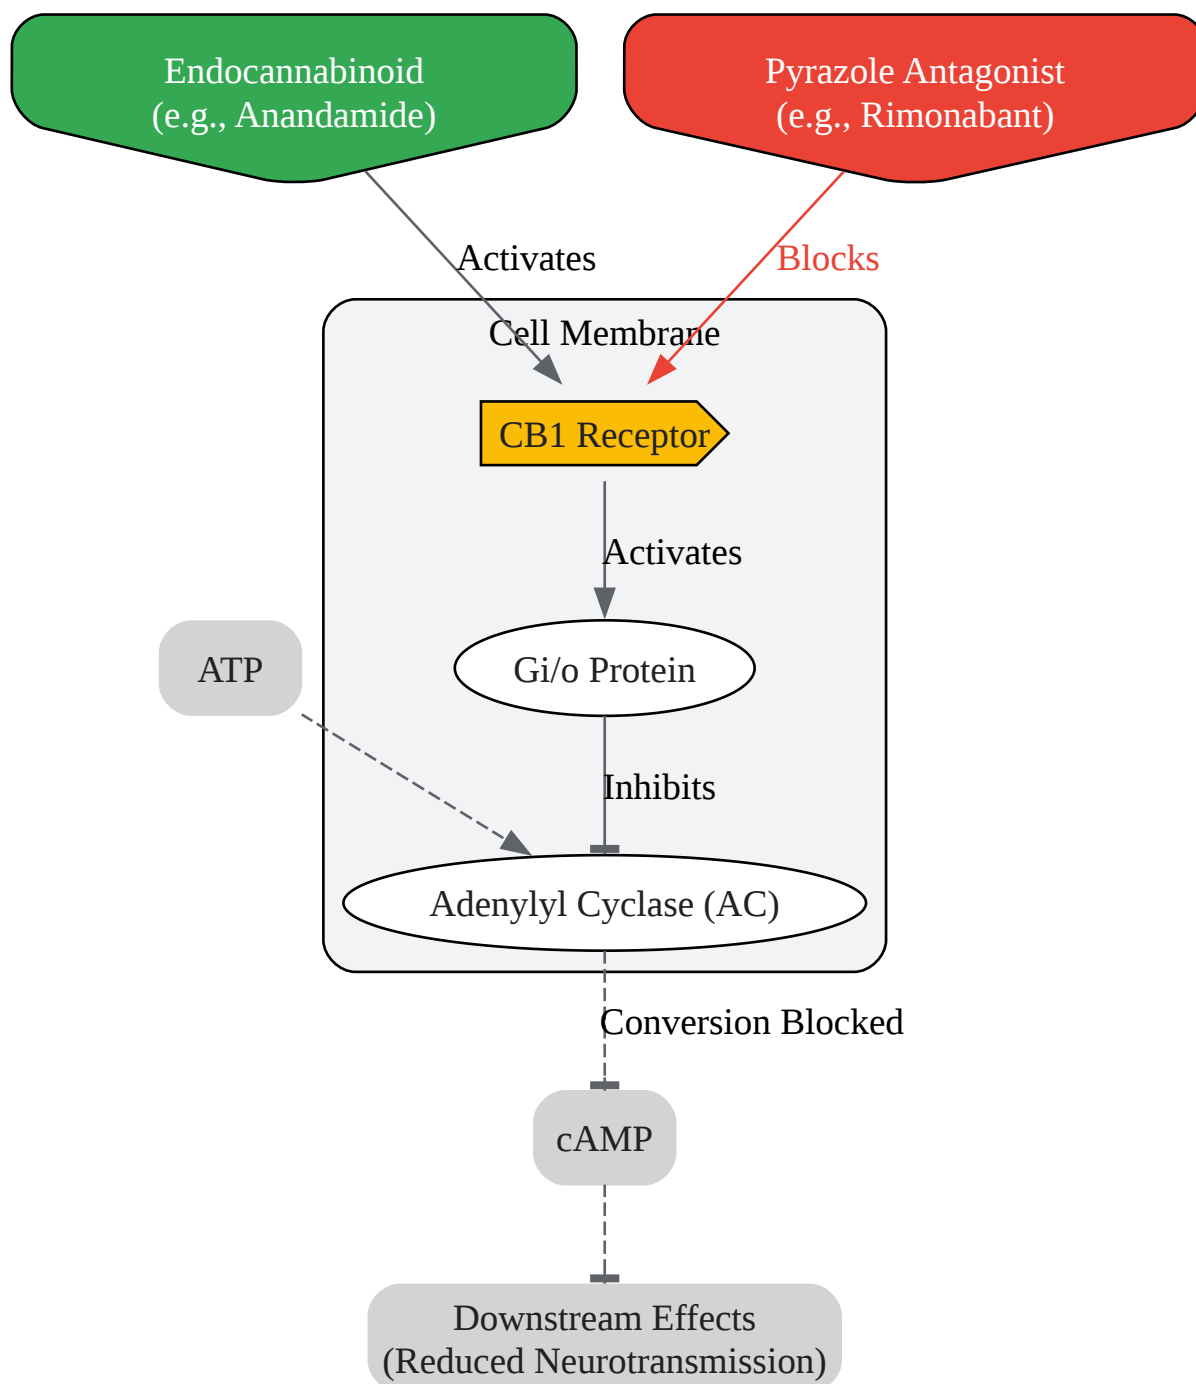 Endocannabinoid
(e.g., Anandamide)
Pyrazole Antagonist
(e.g., Rimonabant)
Activates
Blocks
Cell Membrane
CB1 Receptor
Activates
ATP
Gi/o Protein
Inhibits
Adenylyl Cyclase (AC)
Conversion Blocked
cAMP
Downstream Effects
(Reduced Neurotransmission)